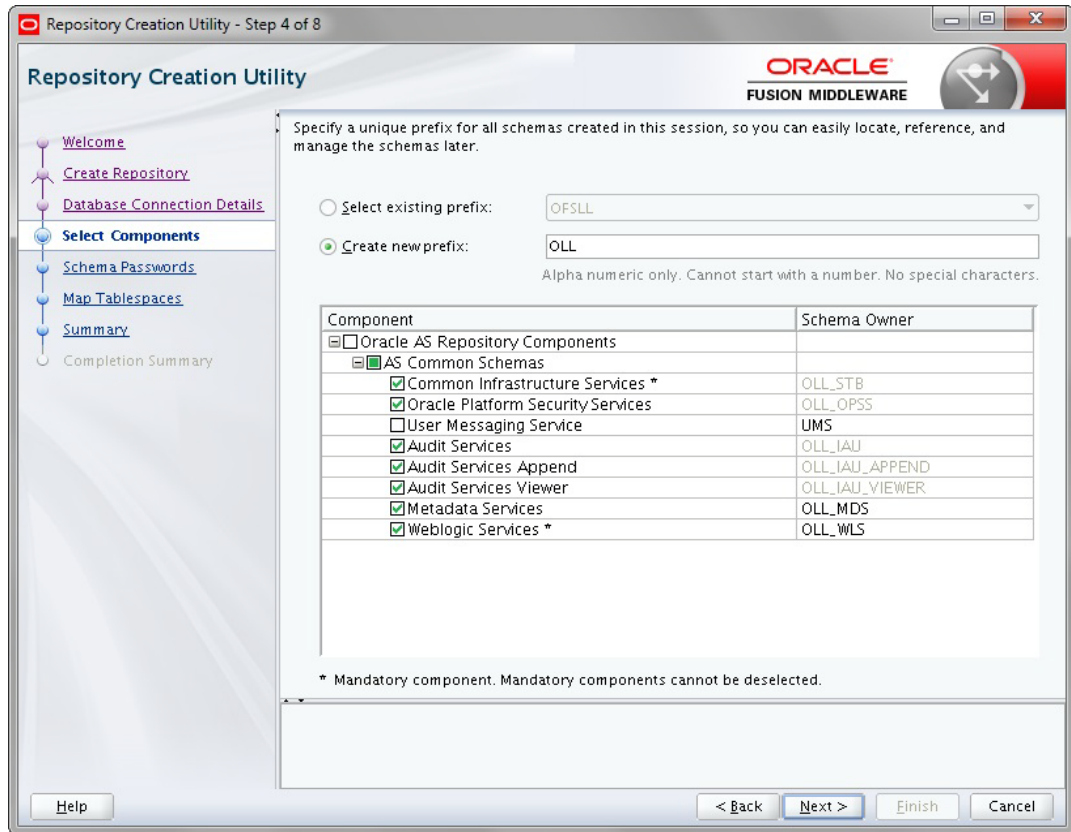 Repository Creation Utility - Step 4 of 8
Repository Creation Utility
ORACLE
FUSION MIDDLEWARE
Welcome
Create Repository
Database Connection Details
Select Components
Schema Passwords
Map Tablespaces
Summary
Completion Summary
Specify a unique prefix for all schemas created in this session, so you can easily locate, reference, and
manage the schemas later.
Select existing prefix: OFSLL
Create new prefix: OLL
Alpha numeric only. Cannot start with a number. No special characters.
Component Schema Owner
Oracle AS Repository Components
AS Common Schemas
Common Infrastructure Services * OLL_STB
Oracle Platform Security Services OLL_OPSS
User Messaging Service UMS
Audit Services OLL_IAU
Audit Services Append OLL_IAU_APPEND
Audit Services Viewer OLL_IAU_VIEWER
Metadata Services OLL_MDS
Weblogic Services * OLL_WLS
* Mandatory component. Mandatory components cannot be deselected.
Help < Back Next > Finish Cancel